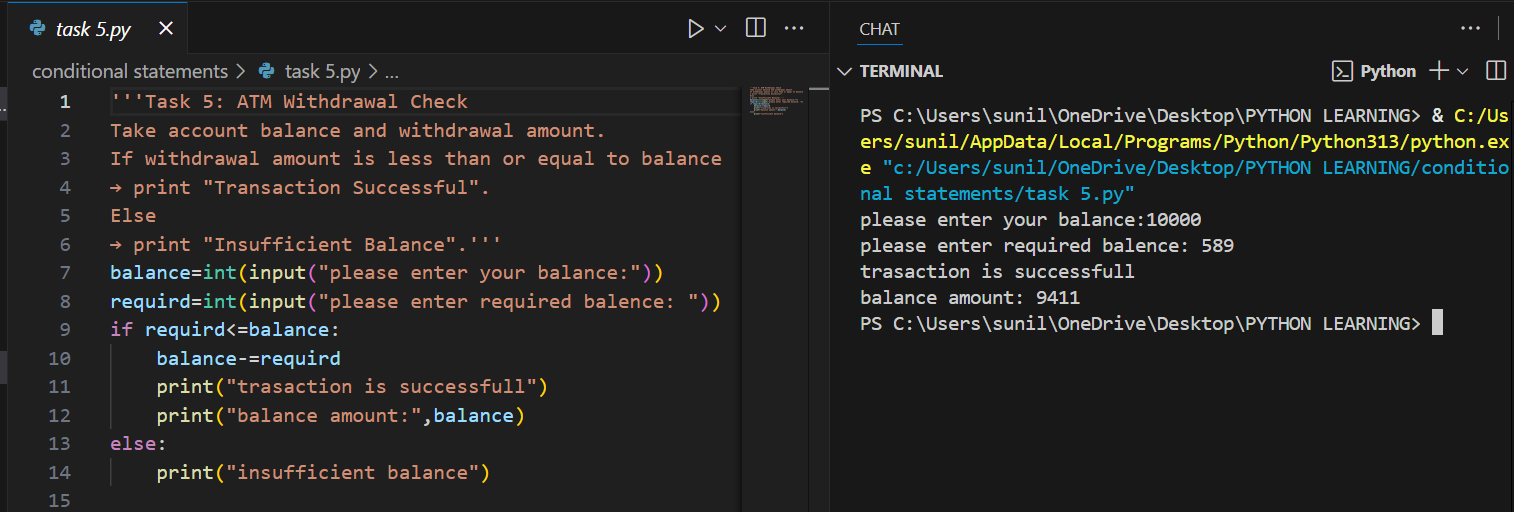 task 5.py
conditional statements > task 5.py > ...
1 '''Task 5: ATM Withdrawal Check
2 Take account balance and withdrawal amount.
3 If withdrawal amount is less than or equal to balance
4 → print "Transaction Successful".
5 Else
6 → print "Insufficient Balance".'''
7 balance=int(input("please enter your balance:"))
8 requird=int(input("please enter required balence: "))
9 if requird<=balance:
10     balance-=requird
11     print("trasaction is successfull")
12     print("balance amount:",balance)
13 else:
14     print("insufficient balance")
15
CHAT
TERMINAL
Python
PS C:\Users\sunil\OneDrive\Desktop\PYTHON LEARNING> & C:/Us
ers/sunil/AppData/Local/Programs/Python/Python313/python.ex
e "c:/Users/sunil/OneDrive/Desktop/PYTHON LEARNING/conditio
nal statements/task 5.py"
please enter your balance:10000
please enter required balence: 589
trasaction is successfull
balance amount: 9411
PS C:\Users\sunil\OneDrive\Desktop\PYTHON LEARNING>